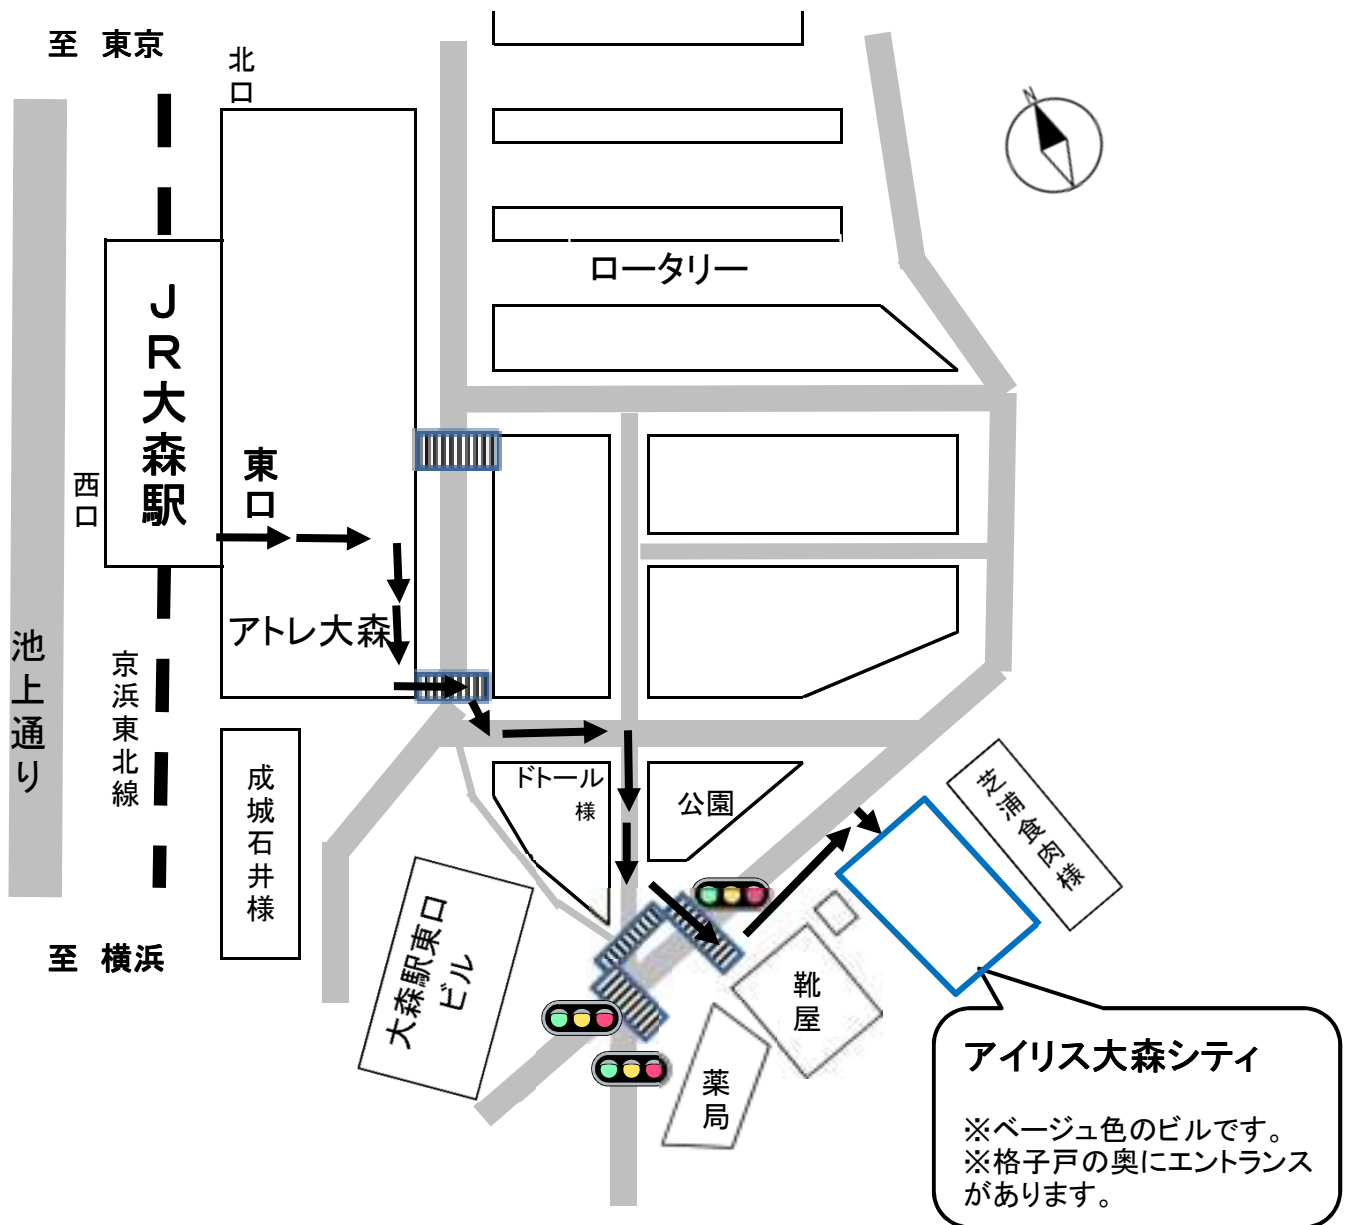 至 東京
北口
N
ロータリー
JR大森駅
東口
西口
アトレ大森
池上通り
京浜東北線
成城石井様
ドトール
様
公園
芝浦食肉様
至 横浜
大森駅東口
ビル
靴屋
薬局
アイリス大森シティ
※ベージュ色のビルです。
※格子戸の奥にエントランス
があります。